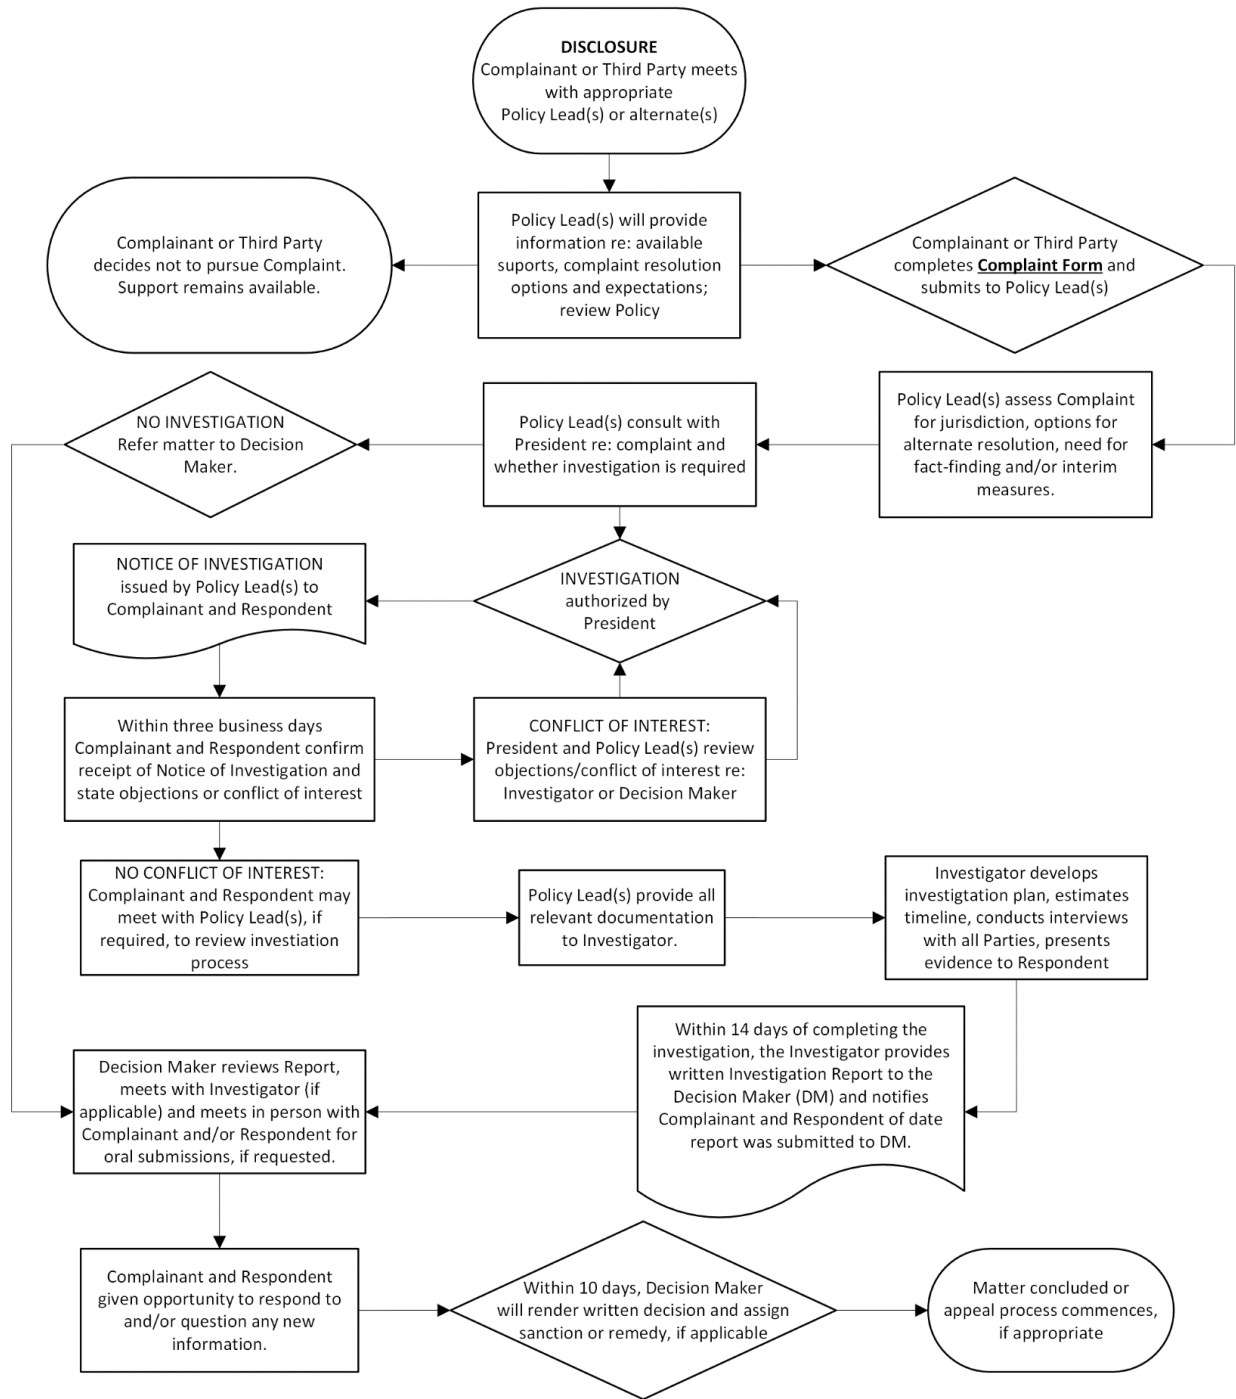 DISCLOSURE
Complainant or Third Party meets
with appropriate
Policy Lead(s) or alternate(s)
Complainant or Third Party
decides not to pursue Complaint.
Support remains available.
Policy Lead(s) will provide
information re: available
suports, complaint resolution
options and expectations;
review Policy
Complainant or Third Party
completes Complaint Form and
submits to Policy Lead(s)
NO INVESTIGATION
Refer matter to Decision
Maker.
Policy Lead(s) consult with
President re: complaint and
whether investigation is required
Policy Lead(s) assess Complaint
for jurisdiction, options for
alternate resolution, need for
fact-finding and/or interim
measures.
NOTICE OF INVESTIGATION
issued by Policy Lead(s) to
Complainant and Respondent
INVESTIGATION
authorized by
President
Within three business days
Complainant and Respondent confirm
receipt of Notice of Investigation and
state objections or conflict of interest
CONFLICT OF INTEREST:
President and Policy Lead(s) review
objections/conflict of interest re:
Investigator or Decision Maker
NO CONFLICT OF INTEREST:
Complainant and Respondent may
meet with Policy Lead(s), if
required, to review investiation
process
Policy Lead(s) provide all
relevant documentation
to Investigator.
Investigator develops
investigtation plan, estimates
timeline, conducts interviews
with all Parties, presents
evidence to Respondent
Within 14 days of completing the
investigation, the Investigator provides
written Investigation Report to the
Decision Maker (DM) and notifies
Complainant and Respondent of date
report was submitted to DM.
Decision Maker reviews Report,
meets with Investigator (if
applicable) and meets in person with
Complainant and/or Respondent for
oral submissions, if requested.
Complainant and Respondent
given opportunity to respond to
and/or question any new
information.
Within 10 days, Decision Maker
will render written decision and assign
sanction or remedy, if applicable
Matter concluded or
appeal process commences,
if appropriate